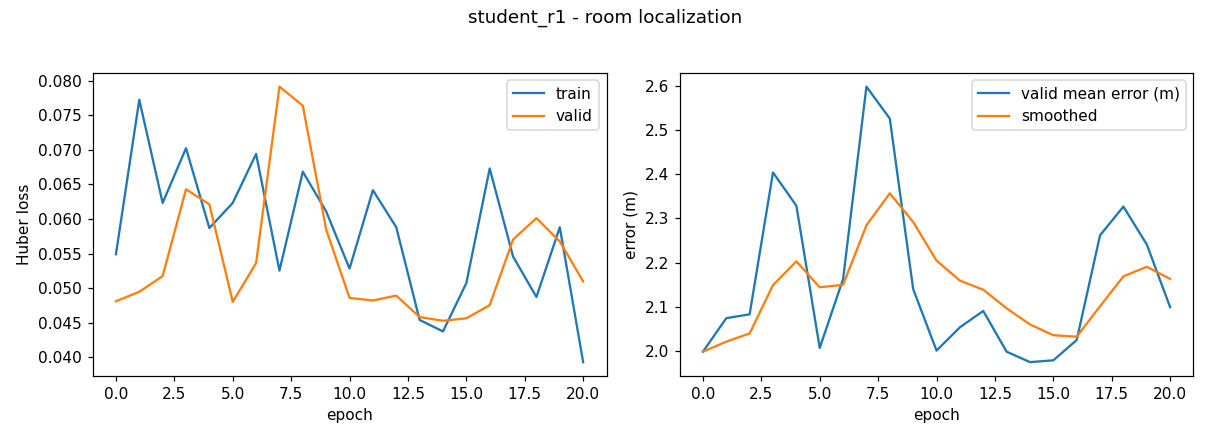 student_r1 - room localization
0.080
0.075
0.070
0.065
0.060
0.055
0.050
0.045
0.040
Huber loss
train
valid
0.0 2.5 5.0 7.5 10.0 12.5 15.0 17.5 20.0
epoch
2.6
2.5
2.4
2.3
2.2
2.1
2.0
error (m)
valid mean error (m)
smoothed
0.0 2.5 5.0 7.5 10.0 12.5 15.0 17.5 20.0
epoch